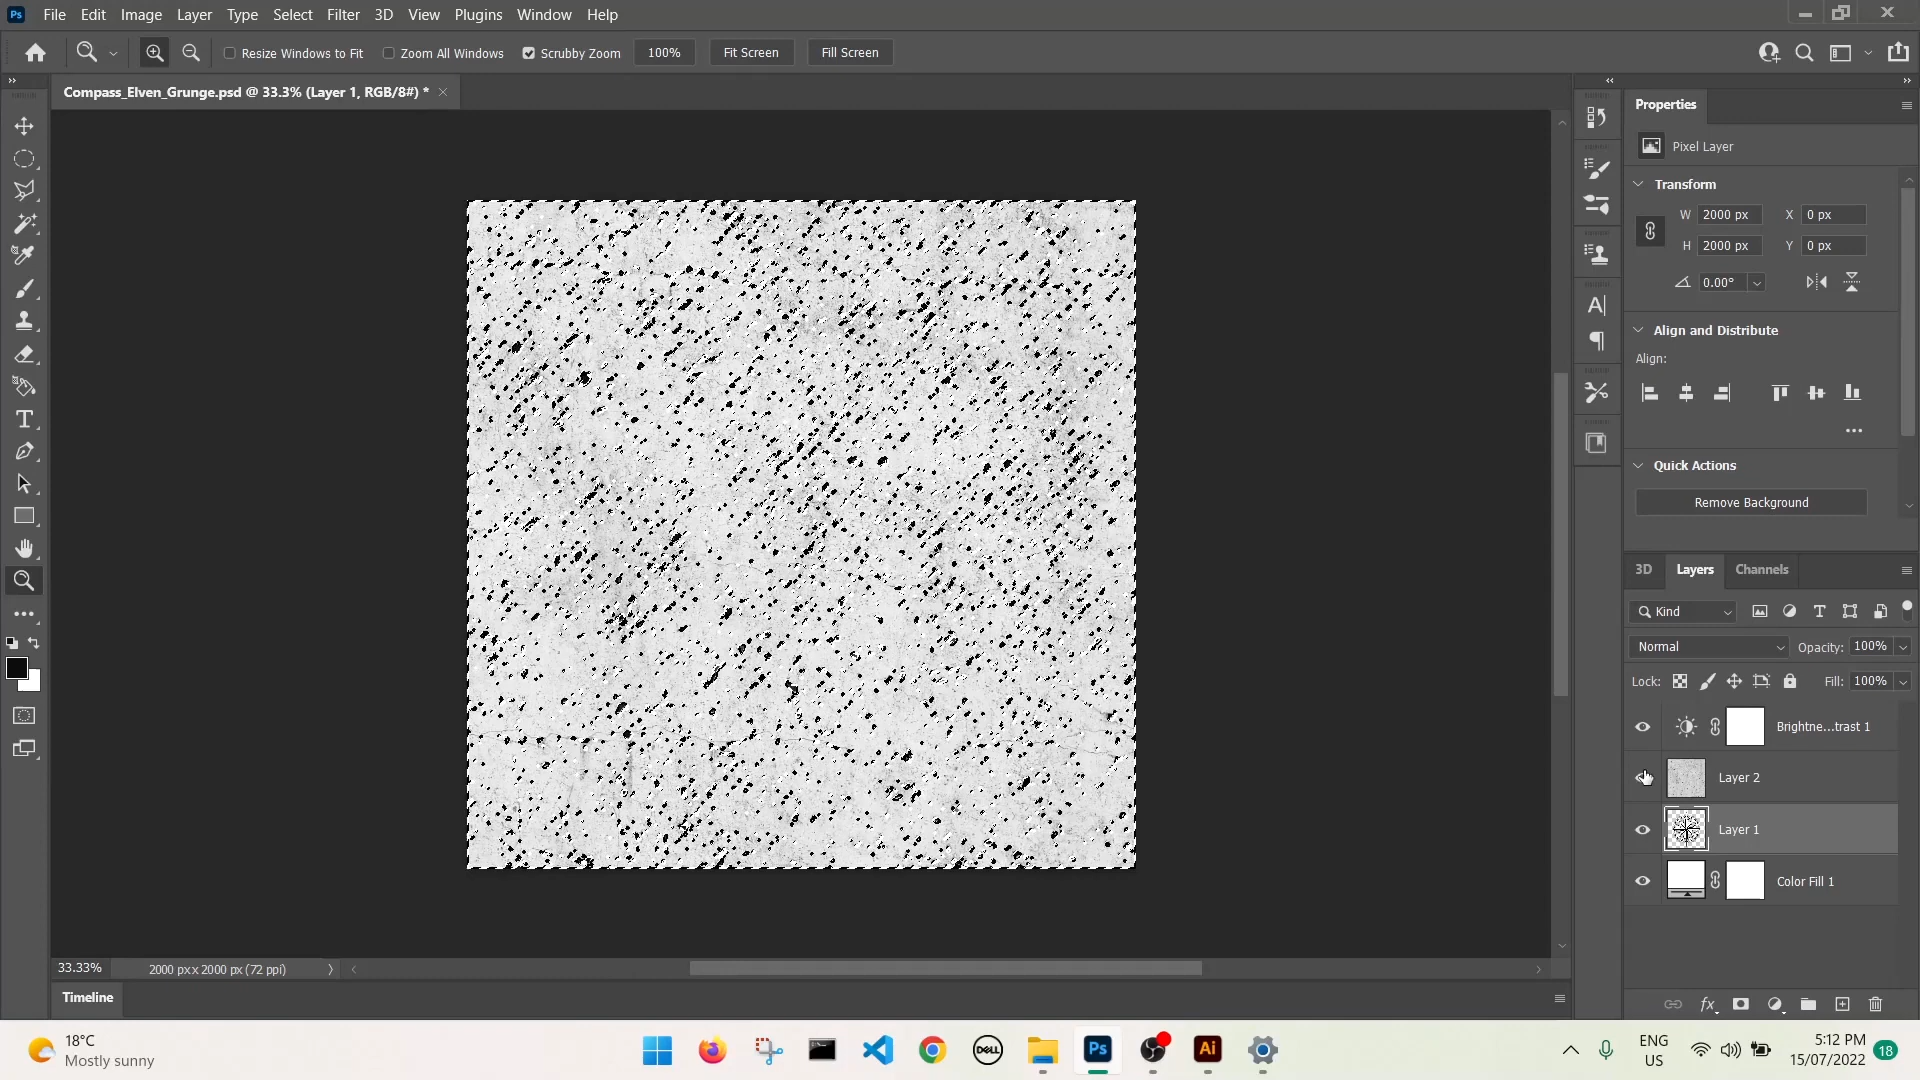 Ps File Edit Image Layer Type Select Filter 3D View Plugins Window Help
Resize Windows to Fit Zoom All Windows Scrubby Zoom 100% Fit Screen Fill Screen
Compass_Elven_Grunge.psd @ 33.3% (Layer 1, RGB/8#) *
Properties
Pixel Layer
Transform
W 2000 px X 0 px
H 2000 px Y 0 px
0.00°
Align and Distribute
Align:
Quick Actions
Remove Background
3D Layers Channels
Kind
Normal Opacity: 100%
Lock: Fill: 100%
Brightne...trast 1
Layer 2
Layer 1
Color Fill 1
33.33% 2000 px x 2000 px (72 ppi)
Timeline
18°C
Mostly sunny
DELL
Ps
Ai
ENG
US
5:12 PM
15/07/2022
18